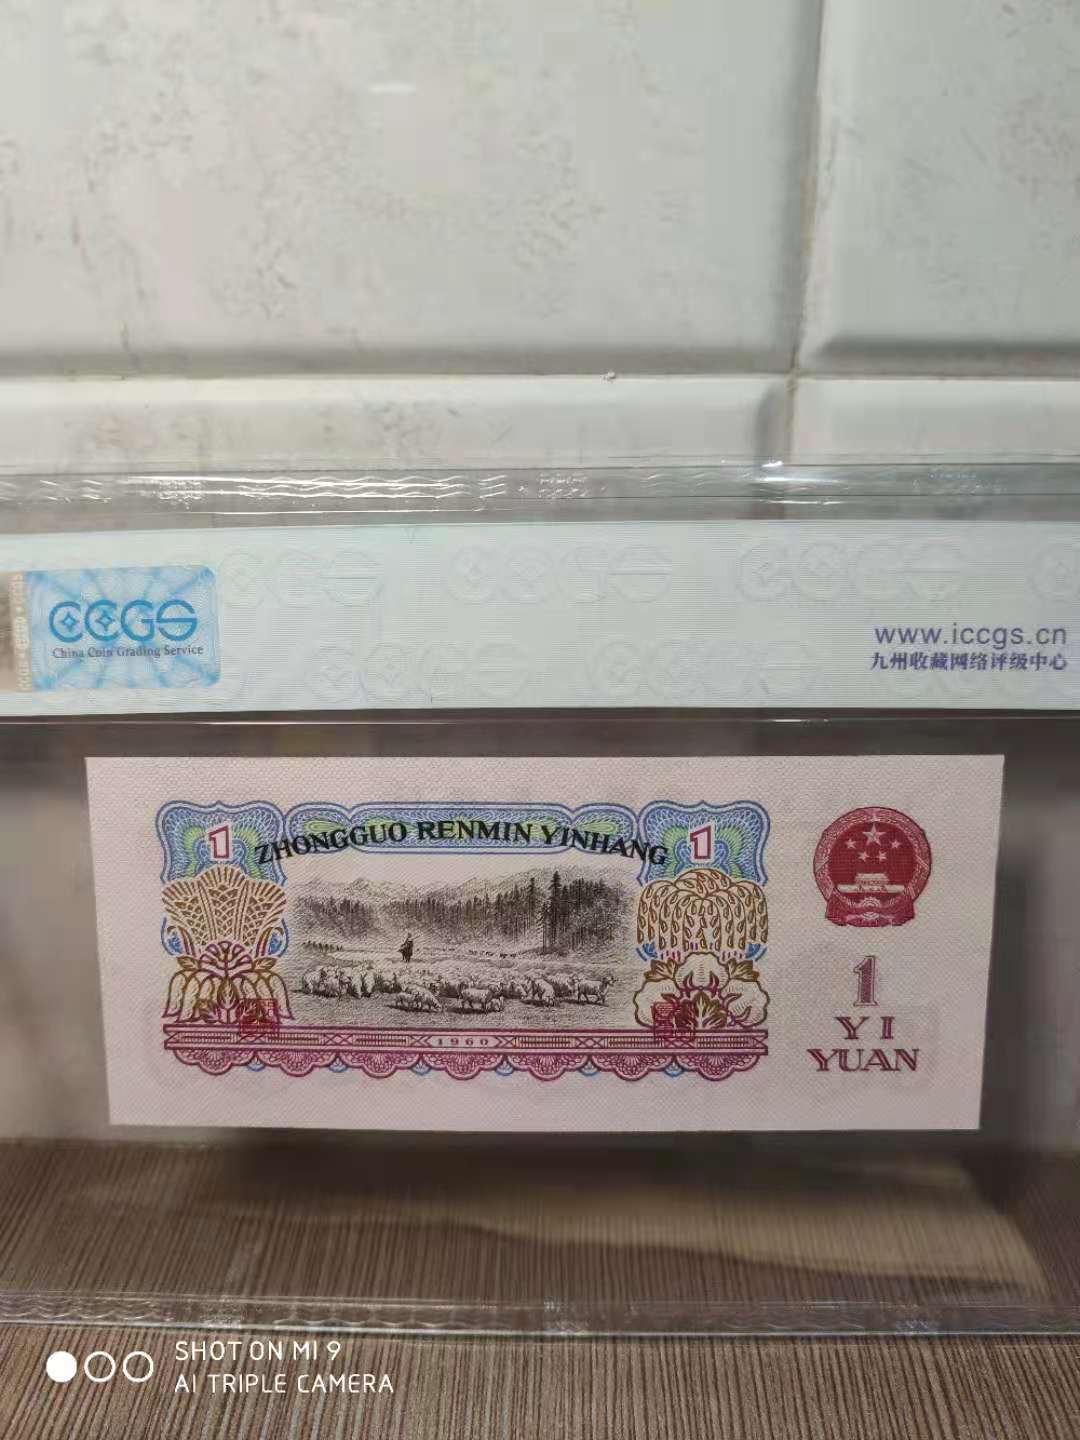 CCGS
China Coin Grading Service
www.iccgs.cn
九州收藏网络评级中心
1
ZHONGGUO RENMIN YINHANG
1
1960
1
YI
YUAN
SHOT ON MI 9
AI TRIPLE CAMERA